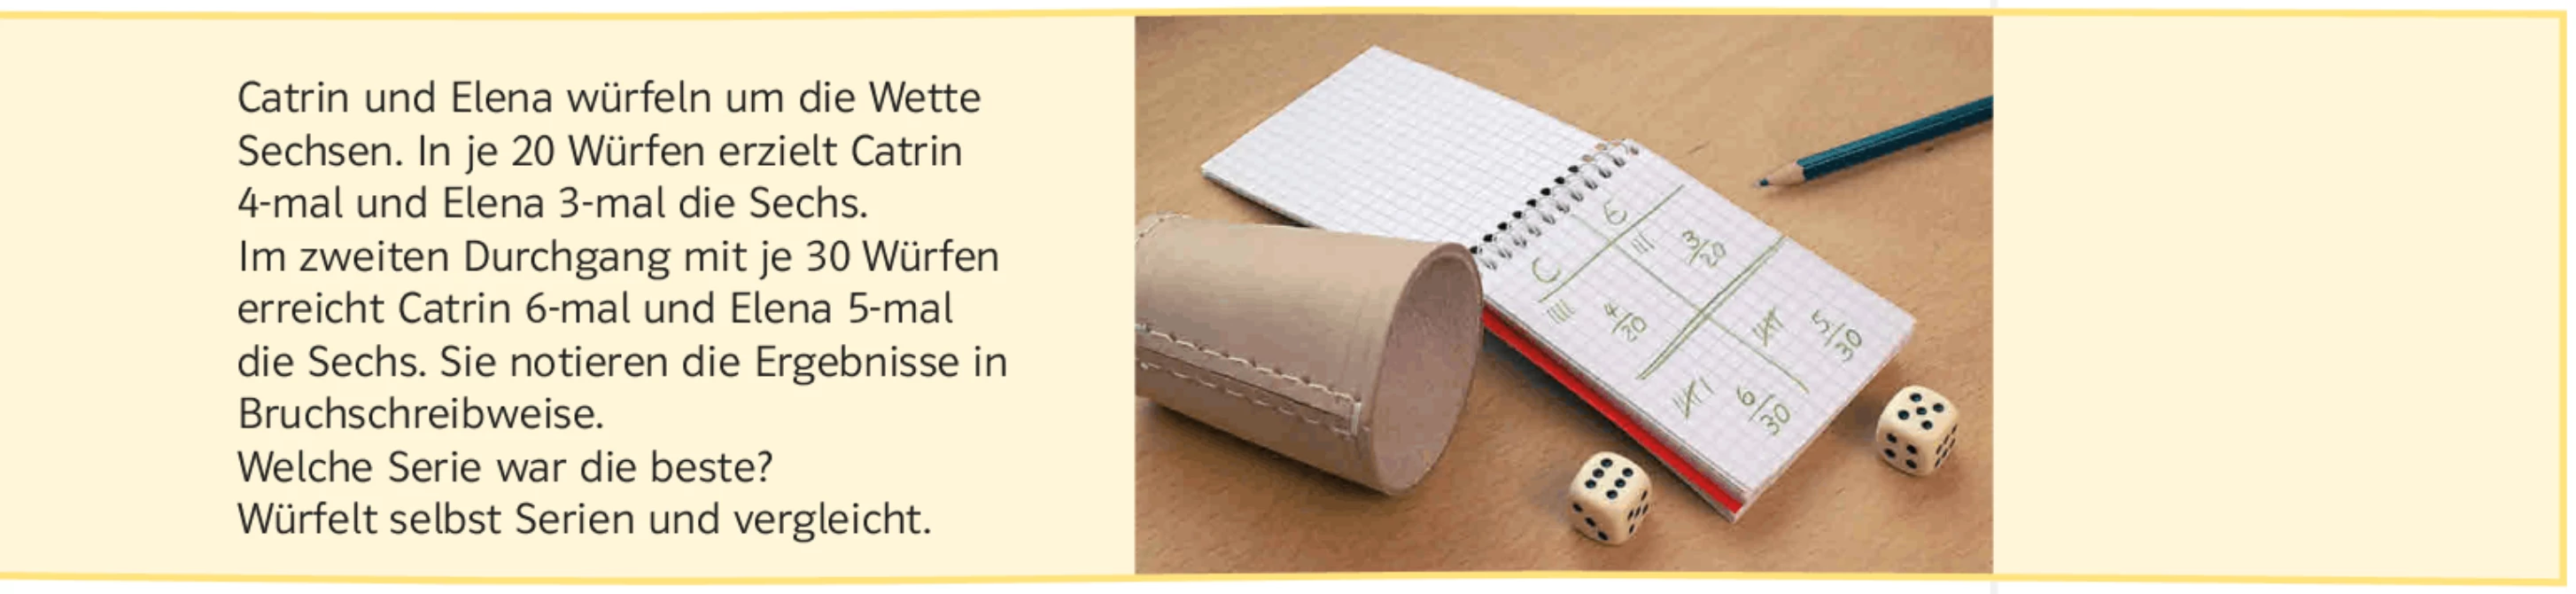 Catrin und Elena würfeln um die Wette
Sechsen. In je 20 Würfen erzielt Catrin
4-mal und Elena 3-mal die Sechs.
Im zweiten Durchgang mit je 30 Würfen
erreicht Catrin 6-mal und Elena 5-mal
die Sechs. Sie notieren die Ergebnisse in
Bruchschreibweise.
Welche Serie war die beste?
Würfelt selbst Serien und vergleicht.
C E
|||| 4/20 ||| 3/20
𝍸| 6/30 𝍸 5/30